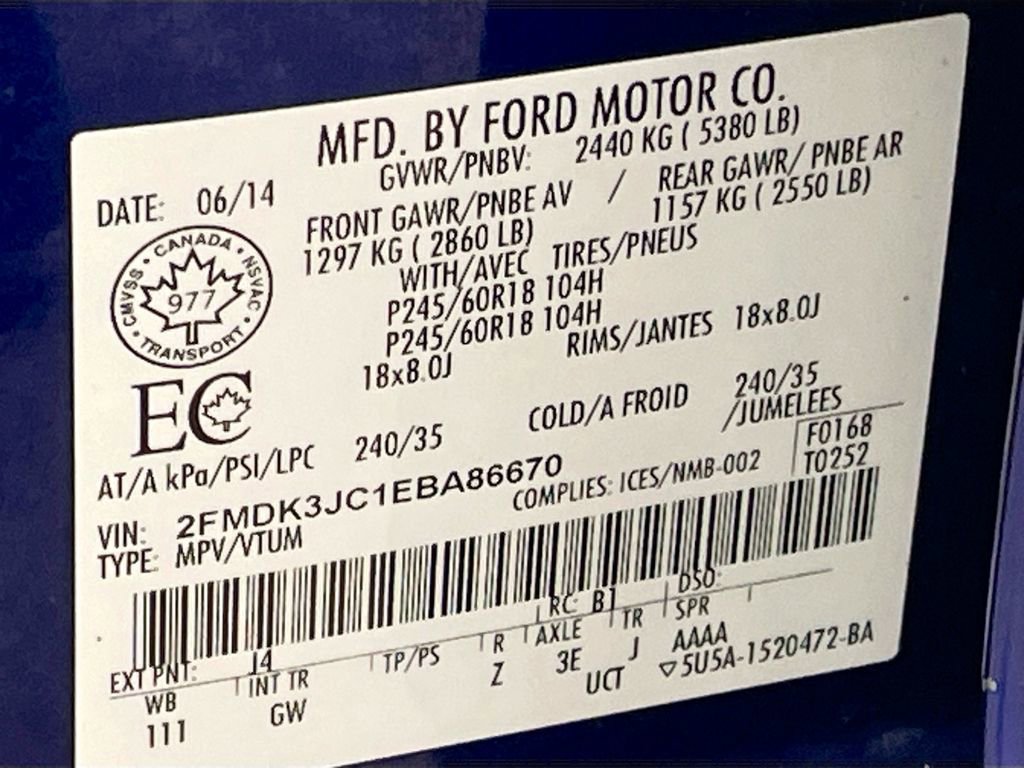 MFD. BY FORD MOTOR CO.
DATE: 06/14
GVWR/PNBV: 2440 KG ( 5380 LB)
FRONT GAWR/PNBE AV / REAR GAWR/ PNBE AR
1297 KG ( 2860 LB) 1157 KG ( 2550 LB)
WITH/AVEC TIRES/PNEUS
P245/60R18 104H
P245/60R18 104H
18x8.0J RIMS/JANTES 18x8.0J
CANADA • NSVAC • TRANSPORT • CMVSS •
977
EC
AT/A kPa/PSI/LPC 240/35 COLD/A FROID 240/35
/JUMELEES
VIN: 2FMDK3JC1EBA86670
F0168
T0252
TYPE: MPV/VTUM COMPLIES: ICES/NMB-002
EXT PNT: J4 RC: B1 DSO:
WB INT TR TP/PS R AXLE TR SPR
111 GW Z 3E J AAAA
UCT ▽5U5A-1520472-BA